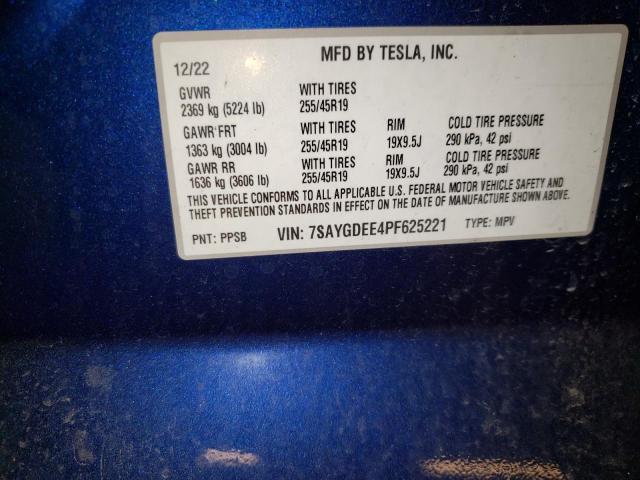 MFD BY TESLA, INC.
12/22
GVWR WITH TIRES
2369 kg (5224 lb) 255/45R19
GAWR FRT WITH TIRES RIM COLD TIRE PRESSURE
1363 kg (3004 lb) 255/45R19 19X9.5J 290 kPa, 42 psi
GAWR RR WITH TIRES RIM COLD TIRE PRESSURE
1636 kg (3606 lb) 255/45R19 19X9.5J 290 kPa, 42 psi
THIS VEHICLE CONFORMS TO ALL APPLICABLE U.S. FEDERAL MOTOR VEHICLE SAFETY AND
THEFT PREVENTION STANDARDS IN EFFECT ON THE DATE OF MANUFACTURE SHOWN ABOVE.
PNT: PPSB VIN: 7SAYGDEE4PF625221 TYPE: MPV